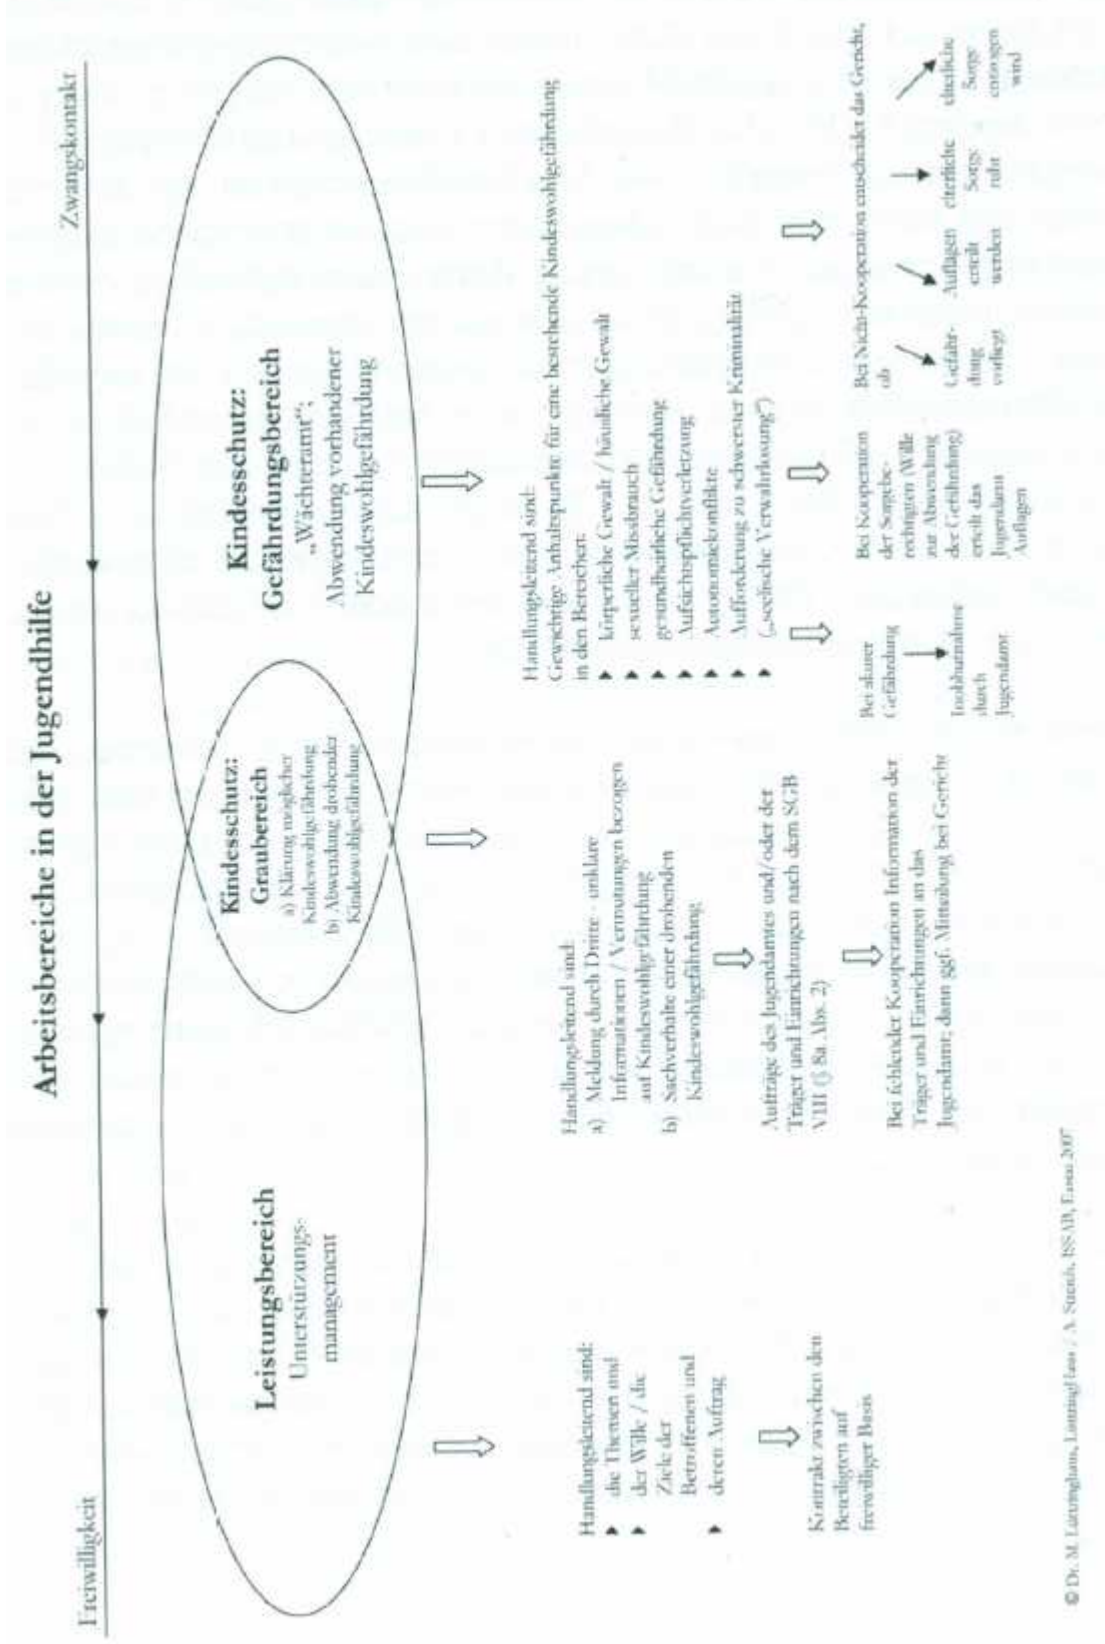 Arbeitsbereiche in der Jugendhilfe
Freiwilligkeit
Zwangskontakt
Leistungsbereich
Unterstützungs-
management
Kindesschutz:
Graubereich
a) Klärung möglicher
Kindeswohlgefährdung
b) Abwendung drohender
Kindeswohlgefährdung
Kindesschutz:
Gefährdungsbereich
„Wächteramt“;
Abwendung vorhandener
Kindeswohlgefährdung
Handlungsleitend sind:
die Themen und
der Wille / die
Ziele der
Betroffenen und
deren Auftrag
Kontrakt zwischen den
Beteiligten auf
freiwilliger Basis
Handlungsleitend sind:
a) Meldung durch Dritte - unklare
Informationen / Vermutungen bezogen
auf Kindeswohlgefährdung
b) Sachverhalte einer drohenden
Kindeswohlgefährdung
Aufträge des Jugendamtes und/oder der
Träger und Einrichtungen nach dem SGB
VIII (§ 8a Abs. 2)
Bei fehlender Kooperation Information der
Träger und Einrichtungen an das
Jugendamt; dann ggf. Mitteilung bei Gericht
Handlungsleitend sind:
Gewichtige Anhaltspunkte für eine bestehende Kindeswohlgefährdung
in den Bereichen:
körperliche Gewalt / häusliche Gewalt
sexueller Missbrauch
gesundheitliche Gefährdung
Aufsichtspflichtverletzung
Autonomiekonflikte
Aufforderung zu schwerster Kriminalität
(„seelische Verwahrlosung“)
Bei akuter
Gefährdung
Inobhutnahme
durch
Jugendamt
Bei Kooperation
der Sorgebe-
rechtigten Wille
zur Abwendung
der Gefährdung)
erteilt das
Jugendamt
Auflagen
Bei Nicht-Kooperation entscheidet das Gericht,
ob
Gefähr-
dung
vorliegt
Auflagen
erteilt
werden
elterliche
Sorge
ruht
elterliche
Sorge
entzogen
wird
© Dr. M. Lüttringhaus, / A. Streich, ISSAB, Essen 2007